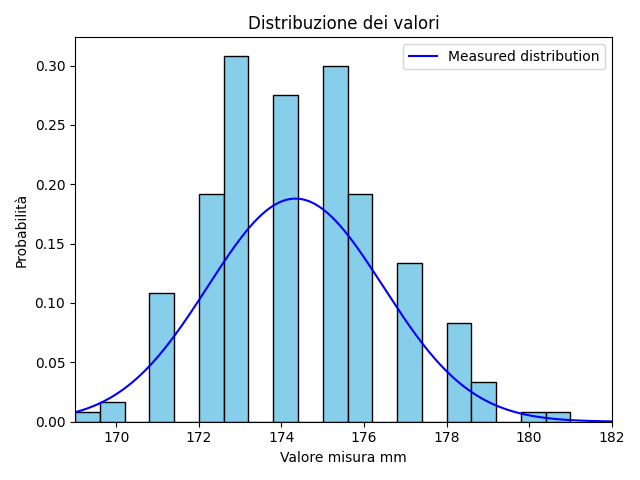 Distribuzione dei valori
Measured distribution
Probabilità
0.30
0.25
0.20
0.15
0.10
0.05
0.00
170 172 174 176 178 180 182
Valore misura mm